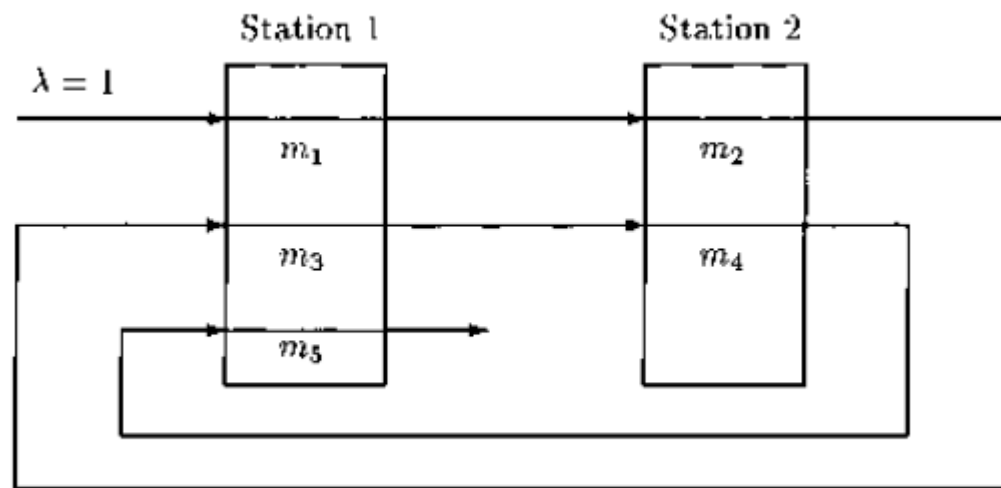 Station 1 Station 2
λ = 1
m₁ m₂
m₃ m₄
m₅